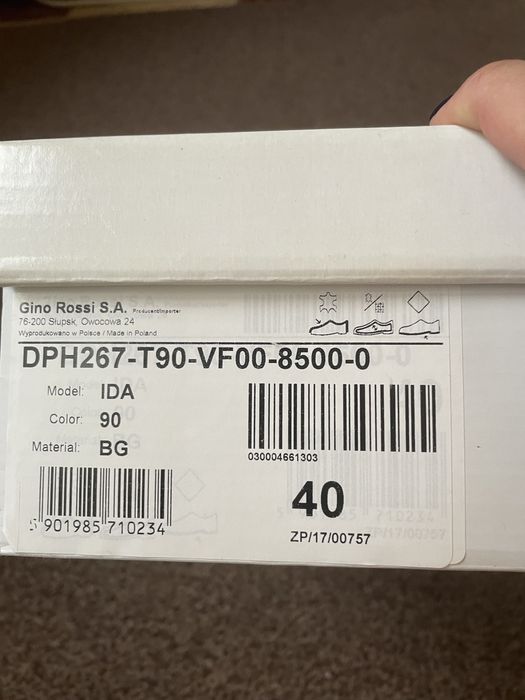 Gino Rossi S.A. Producent/Importer
76-200 Słupsk, Owocowa 24
Wyprodukowano w Polsce / Made in Poland
DPH267-T90-VF00-8500-0
Model: IDA
Color: 90
Material: BG
030004661303
5 901985 710234
40
ZP/17/00757